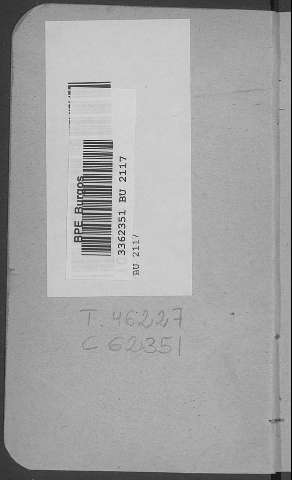 BPE Burgos
3362351 BU 2117
BU 2117
T. 46227
C 62351